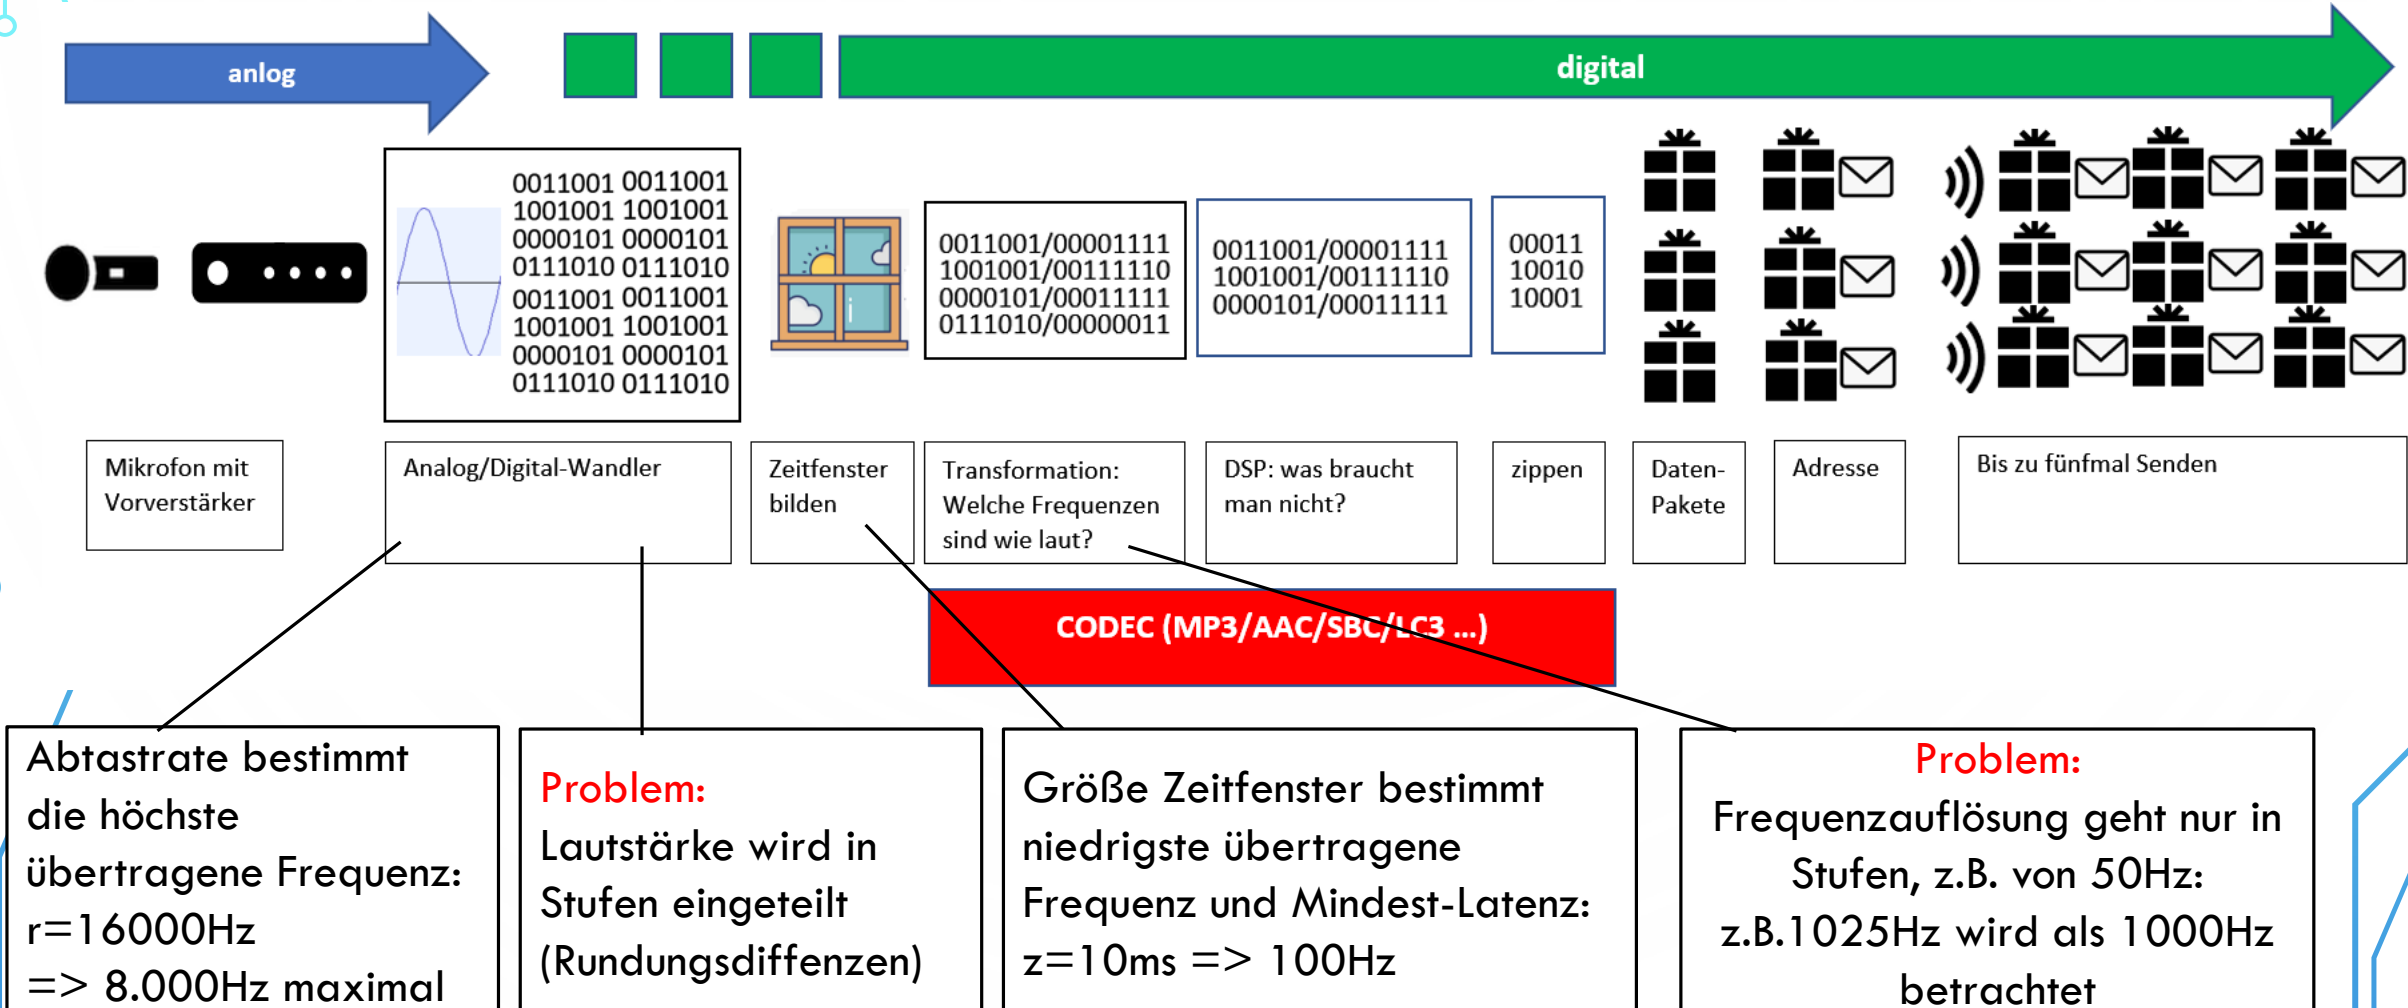 anlog
digital
0011001 0011001
1001001 1001001
0000101 0000101
0111010 0111010
0011001 0011001
1001001 1001001
0000101 0000101
0111010 0111010
0011001/00001111
1001001/00111110
0000101/00011111
0111010/00000011
0011001/00001111
1001001/00111110
0000101/00011111
00011
10010
10001
Mikrofon mit
Vorverstärker
Analog/Digital-Wandler
Zeitfenster
bilden
Transformation:
Welche Frequenzen
sind wie laut?
DSP: was braucht
man nicht?
zippen
Daten-
Pakete
Adresse
Bis zu fünfmal Senden
CODEC (MP3/AAC/SBC/LC3 ...)
Abtastrate bestimmt
die höchste
übertragene Frequenz:
r=16000Hz
=> 8.000Hz maximal
Problem:
Lautstärke wird in
Stufen eingeteilt
(Rundungsdiffenzen)
Größe Zeitfenster bestimmt
niedrigste übertragene
Frequenz und Mindest-Latenz:
z=10ms => 100Hz
Problem:
Frequenzauflösung geht nur in
Stufen, z.B. von 50Hz:
z.B.1025Hz wird als 1000Hz
betrachtet